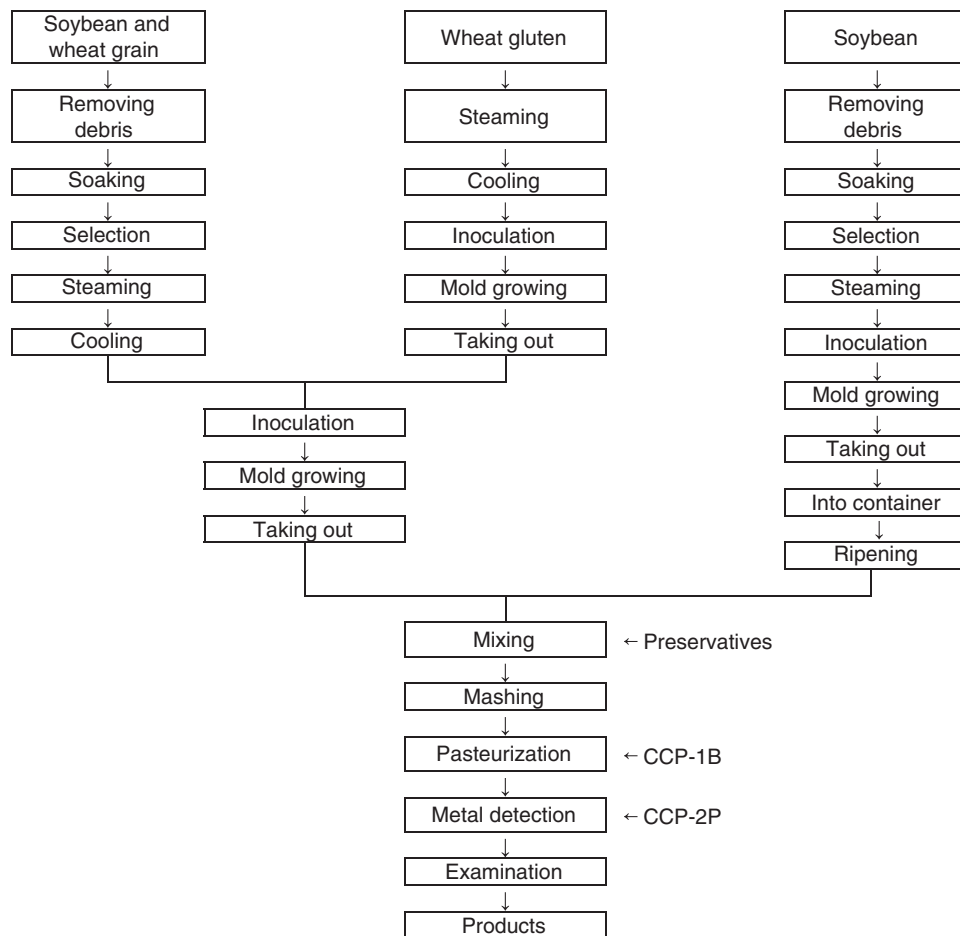 Soybean and
wheat grain
Removing
debris
Soaking
Selection
Steaming
Cooling
Wheat gluten
Steaming
Cooling
Inoculation
Mold growing
Taking out
Inoculation
Mold growing
Taking out
Soybean
Removing
debris
Soaking
Selection
Steaming
Inoculation
Mold growing
Taking out
Into container
Ripening
Mixing
← Preservatives
Mashing
Pasteurization
← CCP-1B
Metal detection
← CCP-2P
Examination
Products